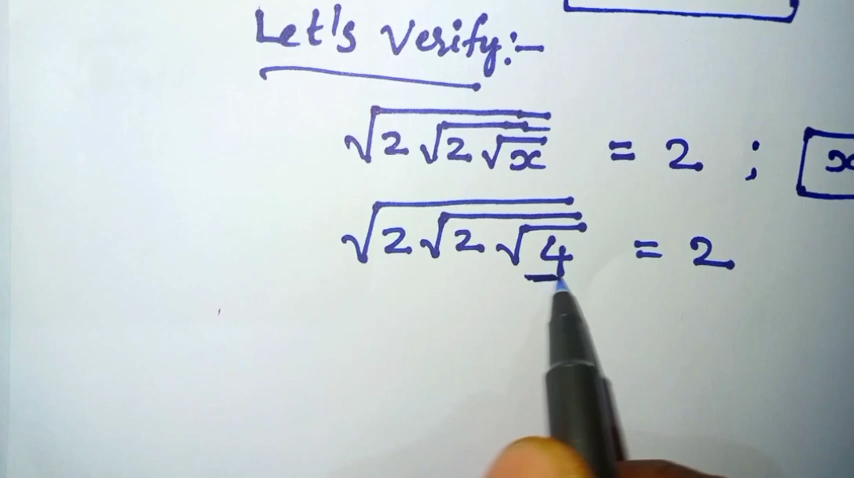 Let's Verify:-
√2√2√x = 2 ; x
√2√2√4 = 2